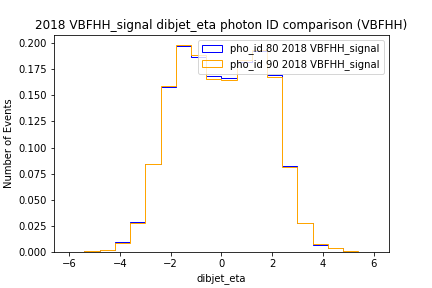 2018 VBFHH_signal dibjet_eta photon ID comparison (VBFHH)
0.200
0.175
0.150
0.125
0.100
0.075
0.050
0.025
0.000
Number of Events
pho_id 80 2018 VBFHH_signal
pho_id 90 2018 VBFHH_signal
−6 −4 −2 0 2 4 6
dibjet_eta